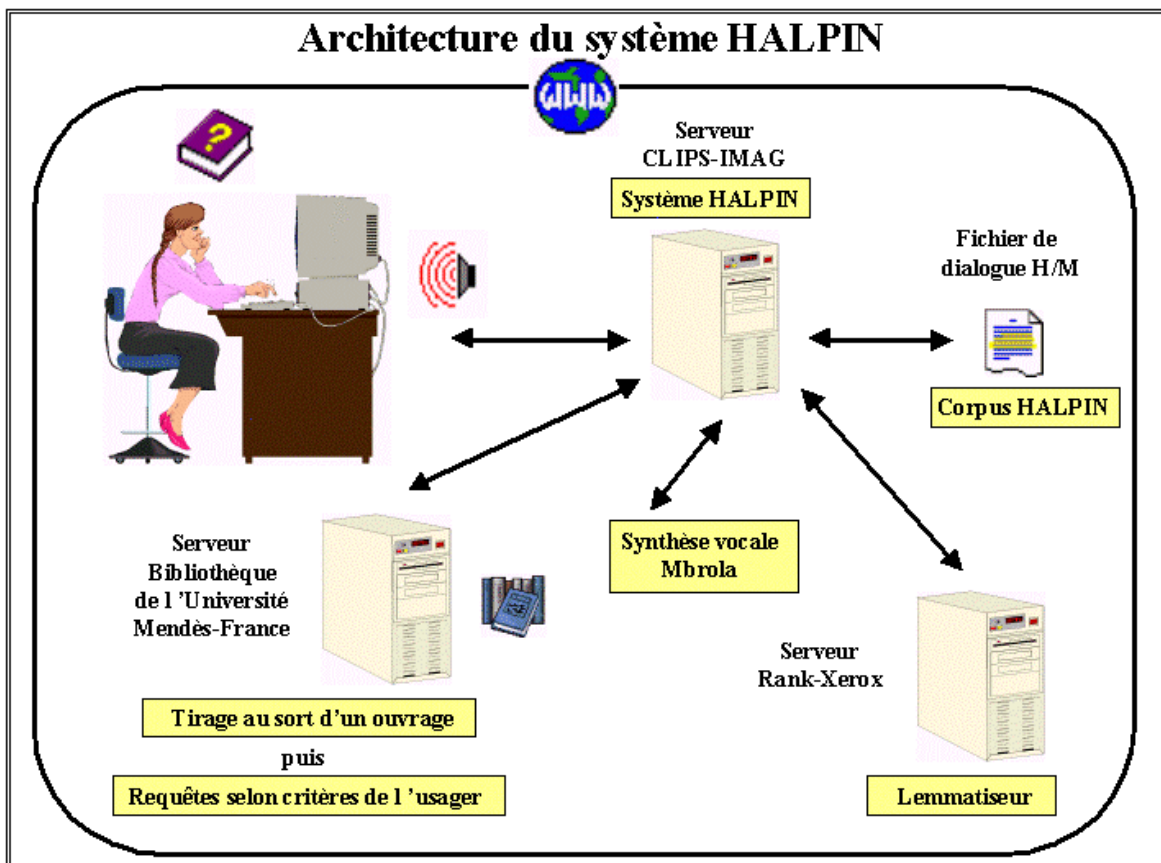 Architecture du système HALPIN
WWW
?
Serveur
CLIPS-IMAG
Système HALPIN
Fichier de
dialogue H/M
Corpus HALPIN
Synthèse vocale
Mbrola
Serveur
Bibliothèque
de l ’Université
Mendès-France
Tirage au sort d’un ouvrage
puis
Requêtes selon critères de l ’usager
Serveur
Rank-Xerox
Lemmatiseur